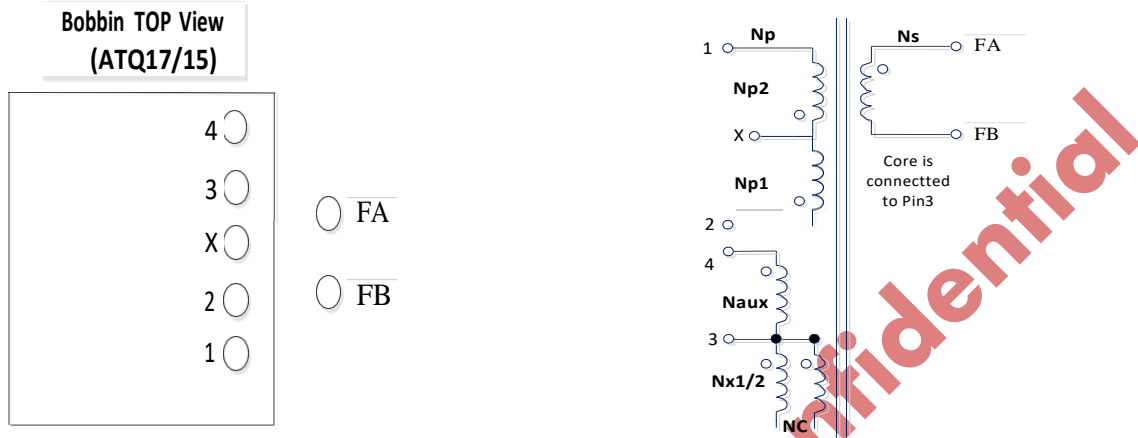 Bobbin TOP View
(ATQ17/15)
4
3
X
2
1
FA
FB
Np
1
Np2
X
Np1
2
4
Naux
3
Nx1/2
NC
Ns
FA
FB
Core is
connectted
to Pin3
nfidential